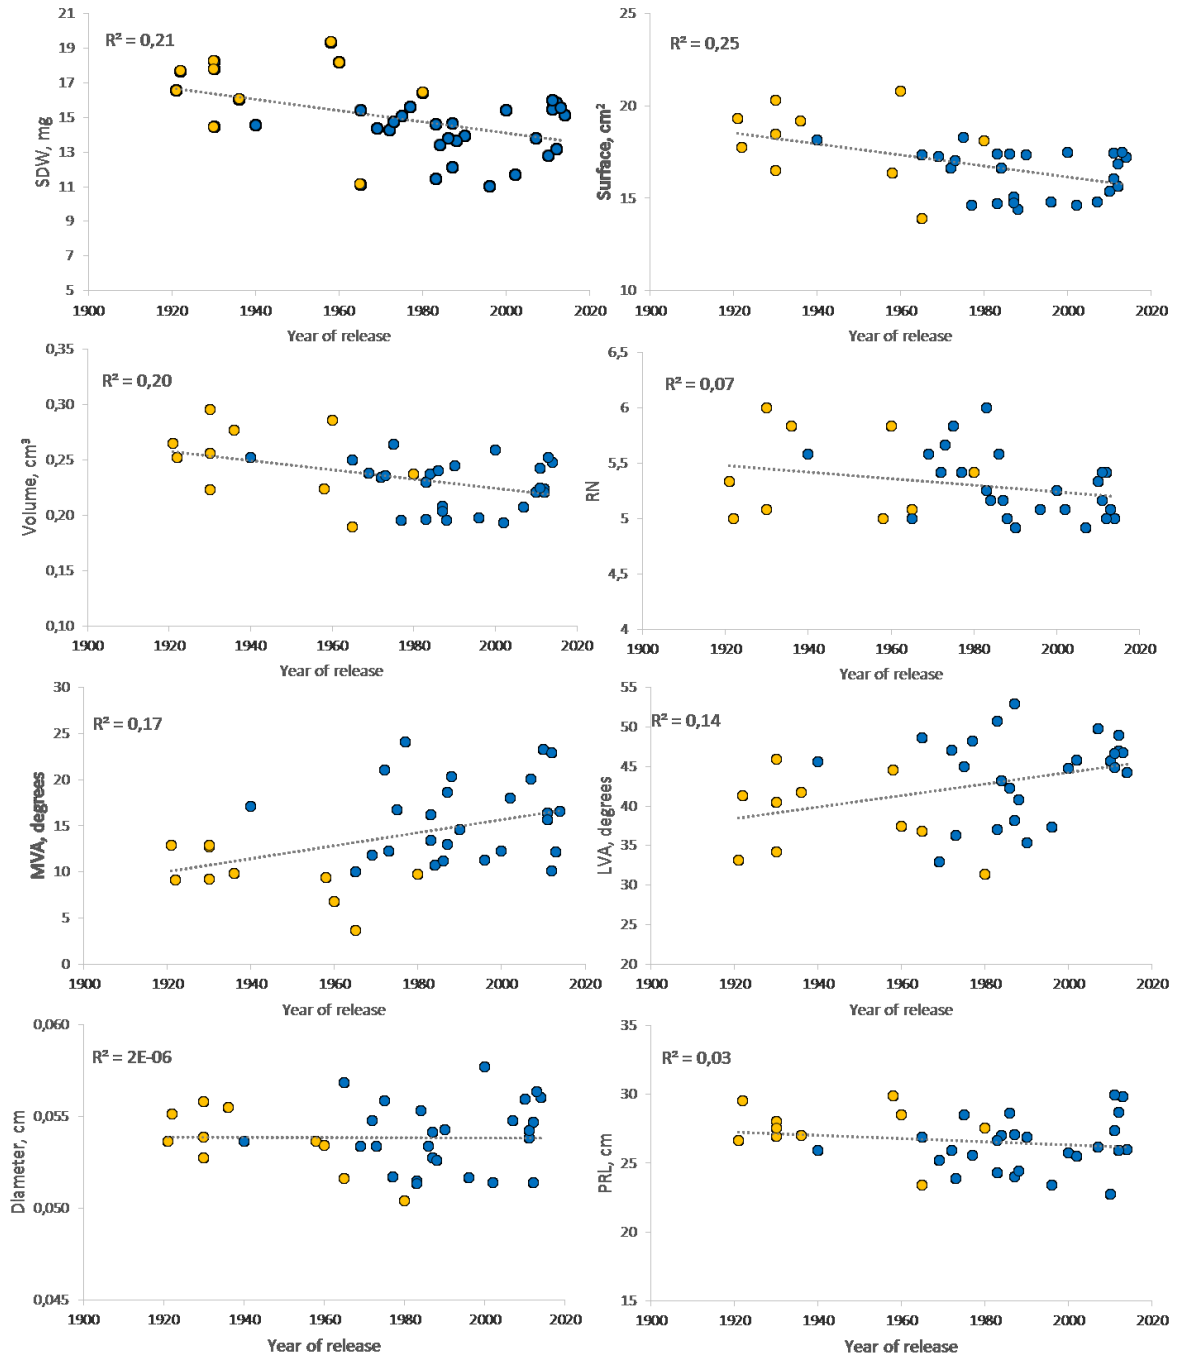 R² = 0,21
SDW, mg
21
19
17
15
13
11
9
7
5
1900 1920 1940 1960 1980 2000 2020
Year of release
R² = 0,25
Surface, cm²
25
20
15
10
1900 1920 1940 1960 1980 2000 2020
Year of release
R² = 0,20
Volume, cm³
0,35
0,30
0,25
0,20
0,15
0,10
1900 1920 1940 1960 1980 2000 2020
Year of release
R² = 0,07
RN
6,5
6
5,5
5
4,5
4
1900 1920 1940 1960 1980 2000 2020
Year of release
R² = 0,17
MVA, degrees
30
25
20
15
10
5
0
1900 1920 1940 1960 1980 2000 2020
Year of release
R² = 0,14
LVA, degrees
55
50
45
40
35
30
25
20
1900 1920 1940 1960 1980 2000 2020
Year of release
R² = 2E-06
Diameter, cm
0,060
0,055
0,050
0,045
1900 1920 1940 1960 1980 2000 2020
Year of release
R² = 0,03
PRL, cm
35
30
25
20
15
1900 1920 1940 1960 1980 2000 2020
Year of release